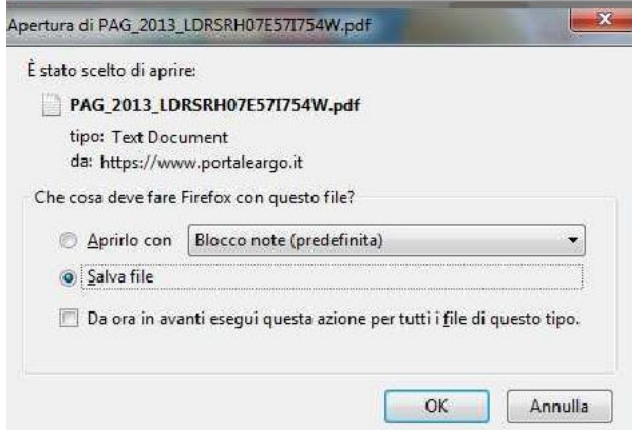 Apertura di PAG_2013_LDRSRH07E57I754W.pdf
x
È stato scelto di aprire:
PAG_2013_LDRSRH07E57I754W.pdf
tipo: Text Document
da: https://www.portaleargo.it
Che cosa deve fare Firefox con questo file?
Aprirlo con Blocco note (predefinita)
Salva file
Da ora in avanti esegui questa azione per tutti i file di questo tipo.
OK Annulla